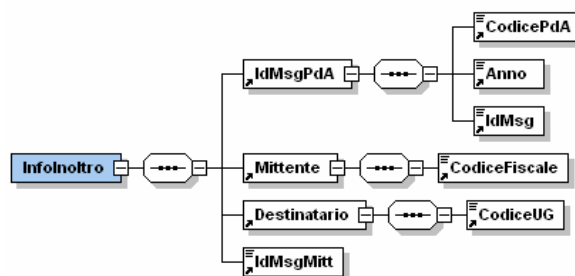 CodicePdA
IdMsgPdA
Anno
IdMsg
InfoInoltro
Mittente
CodiceFiscale
Destinatario
CodiceUG
IdMsgMitt